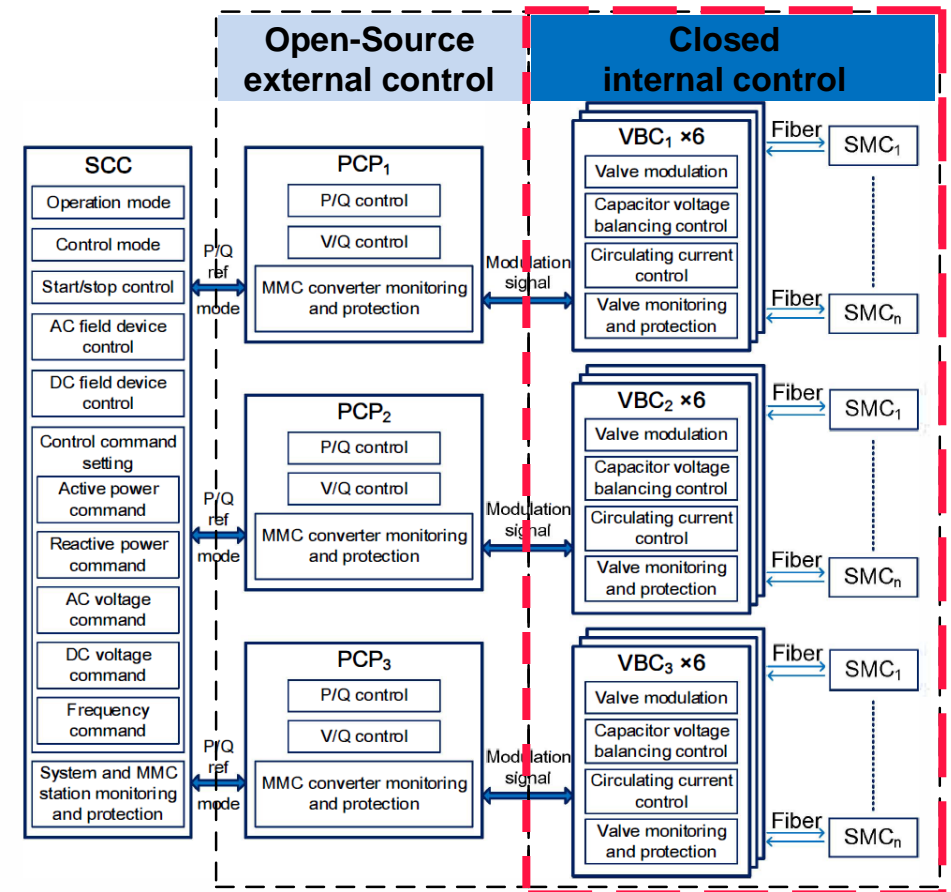 Open-Source
external control
Closed
internal control
SCC
Operation mode
Control mode
Start/stop control
AC field device
control
DC field device
control
Control command
setting
Active power
command
Reactive power
command
AC voltage
command
DC voltage
command
Frequency
command
System and MMC
station monitoring
and protection
P/Q
ref
mode
PCP₁
P/Q control
V/Q control
MMC converter monitoring
and protection
Modulation
signal
VBC₁ ×6
Valve modulation
Capacitor voltage
balancing control
Circulating current
control
Valve monitoring
and protection
Fiber
SMC₁
Fiber
SMCₙ
P/Q
ref
mode
PCP₂
P/Q control
V/Q control
MMC converter monitoring
and protection
Modulation
signal
VBC₂ ×6
Valve modulation
Capacitor voltage
balancing control
Circulating current
control
Valve monitoring
and protection
Fiber
SMC₁
Fiber
SMCₙ
P/Q
ref
mode
PCP₃
P/Q control
V/Q control
MMC converter monitoring
and protection
Modulation
signal
VBC₃ ×6
Valve modulation
Capacitor voltage
balancing control
Circulating current
control
Valve monitoring
and protection
Fiber
SMC₁
Fiber
SMCₙ